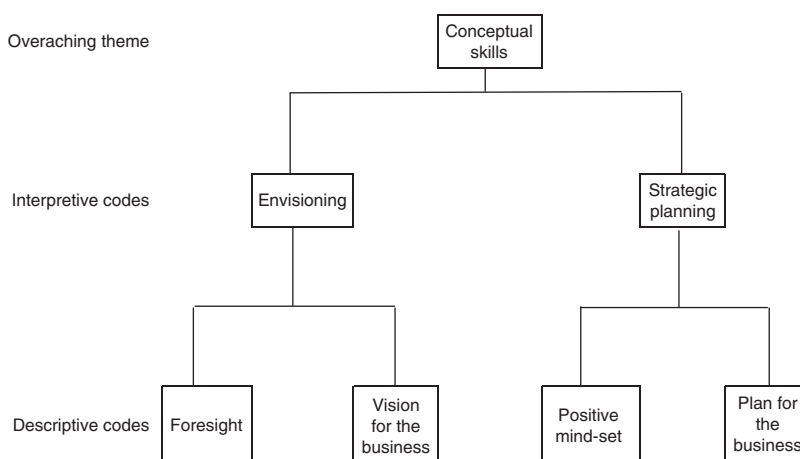 Overaching theme
Conceptual
skills
Interpretive codes
Envisioning
Strategic
planning
Descriptive codes
Foresight
Vision
for the
business
Positive
mind-set
Plan for
the
business